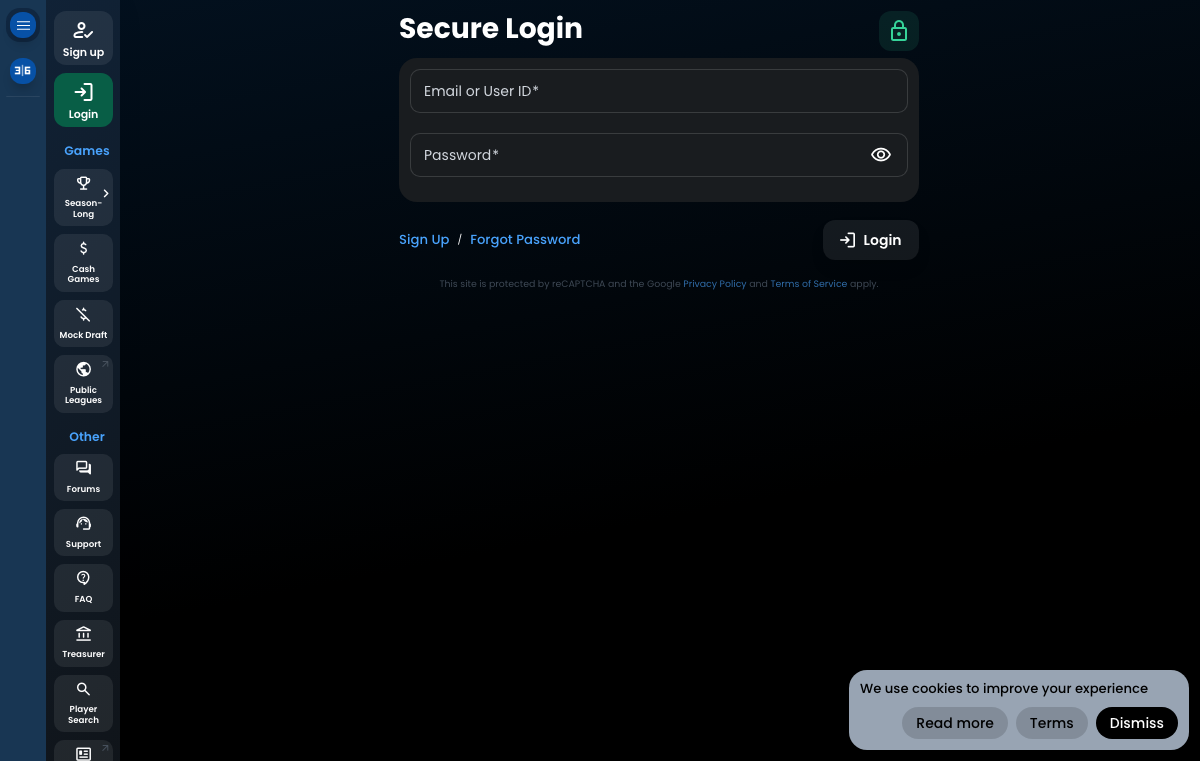 Sign up
Login
Games
Season-
Long
Cash
Games
Mock Draft
Public
Leagues
Other
Forums
Support
FAQ
Treasurer
Player
Search
Secure Login
Email or User ID*
Password*
Sign Up / Forgot Password
Login
This site is protected by reCAPTCHA and the Google Privacy Policy and Terms of Service apply.
We use cookies to improve your experience
Read more
Terms
Dismiss